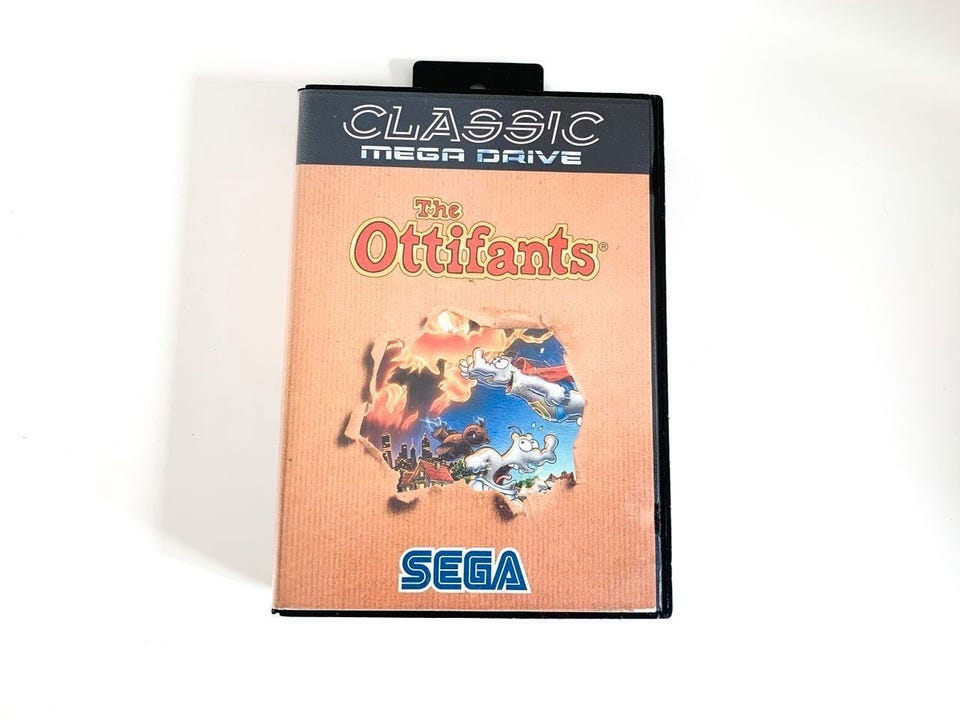 CLASSIC
MEGA DRIVE
The
Ottifants®
SEGA